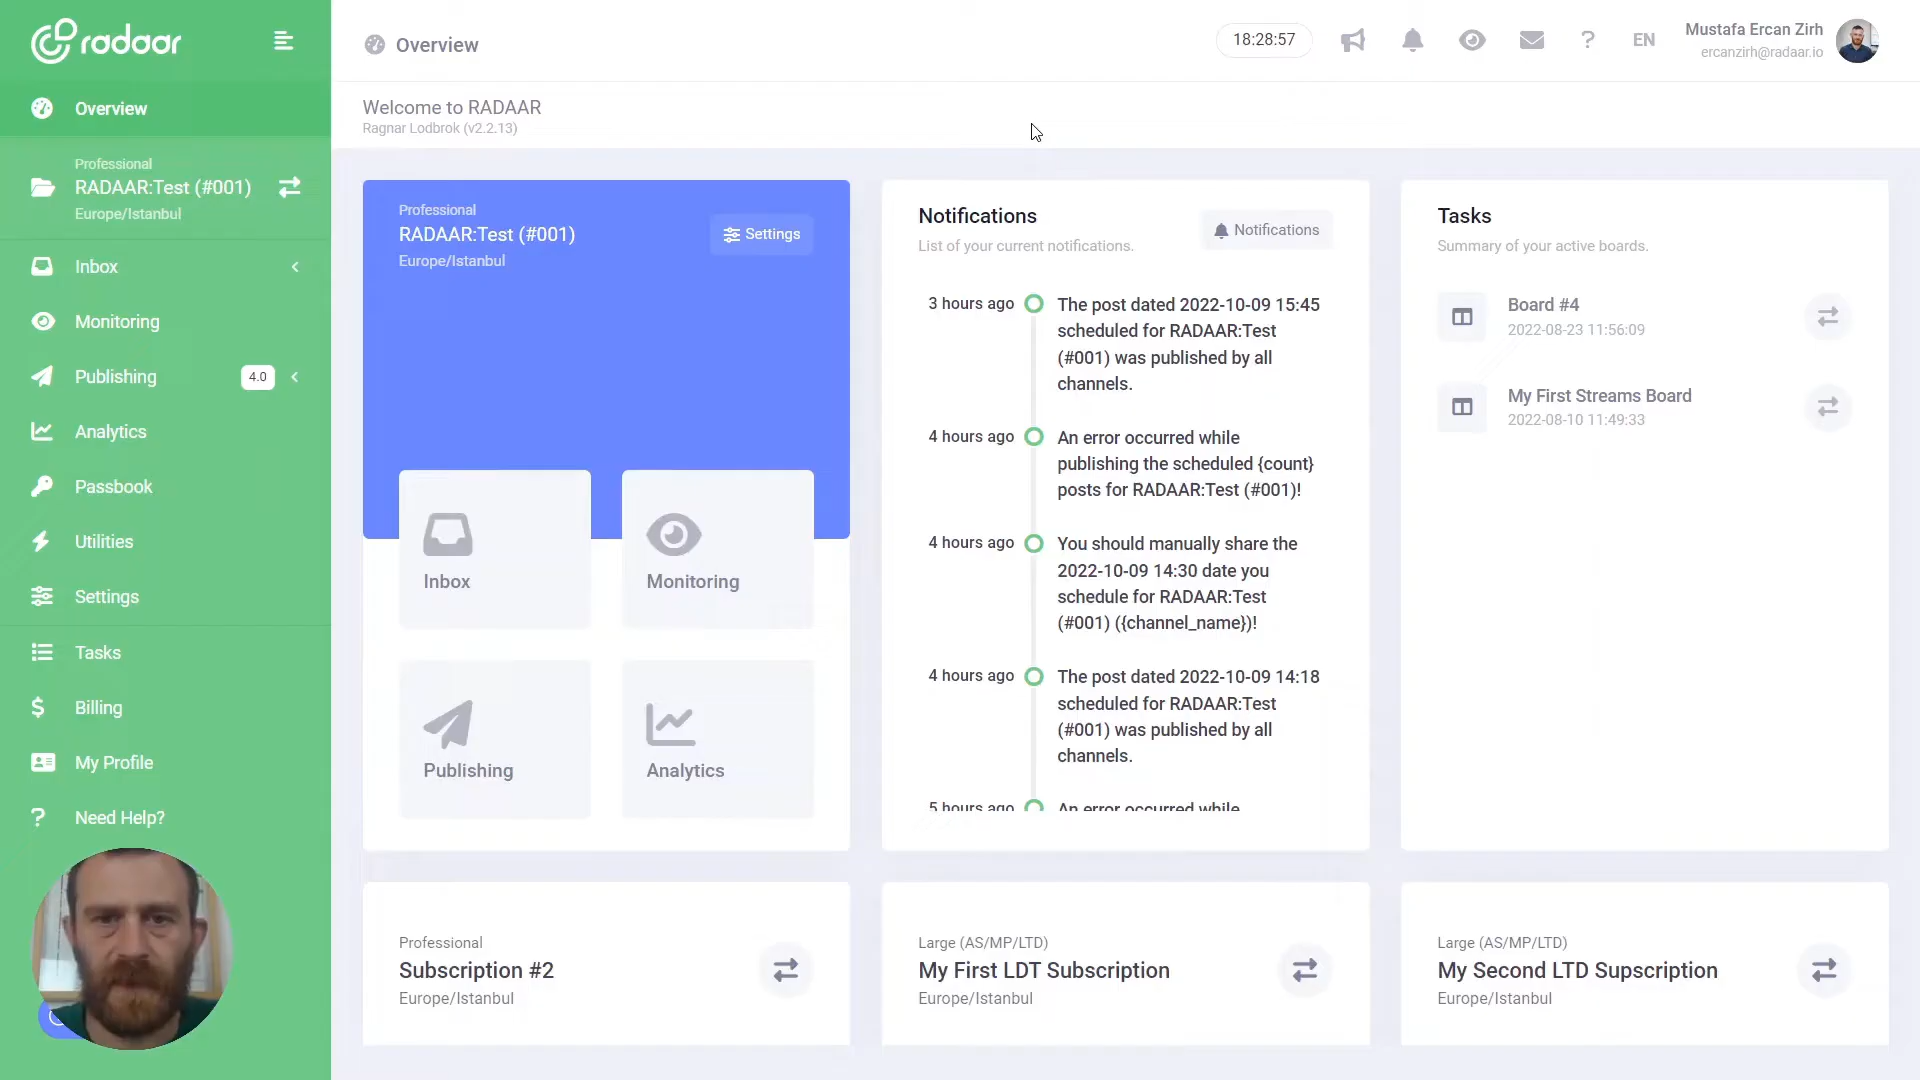 radaar
Overview
Professional
RADAAR:Test (#001)
Europe/Istanbul
Inbox
Monitoring
Publishing 4.0
Analytics
Passbook
Utilities
Settings
Tasks
Billing
My Profile
Need Help?
Overview
18:28:57
?
EN
Mustafa Ercan Zirh
ercanzirh@radaar.io
Welcome to RADAAR
Ragnar Lodbrok (v2.2.13)
Professional
RADAAR:Test (#001)
Europe/Istanbul
Settings
Inbox
Monitoring
Publishing
Analytics
Notifications
List of your current notifications.
Notifications
3 hours ago
The post dated 2022-10-09 15:45
scheduled for RADAAR:Test
(#001) was published by all
channels.
4 hours ago
An error occurred while
publishing the scheduled {count}
posts for RADAAR:Test (#001)!
4 hours ago
You should manually share the
2022-10-09 14:30 date you
schedule for RADAAR:Test
(#001) ({channel_name})!
4 hours ago
The post dated 2022-10-09 14:18
scheduled for RADAAR:Test
(#001) was published by all
channels.
5 hours ago
An error occurred while
Tasks
Summary of your active boards.
Board #4
2022-08-23 11:56:09
My First Streams Board
2022-08-10 11:49:33
Professional
Subscription #2
Europe/Istanbul
Large (AS/MP/LTD)
My First LDT Subscription
Europe/Istanbul
Large (AS/MP/LTD)
My Second LTD Supscription
Europe/Istanbul